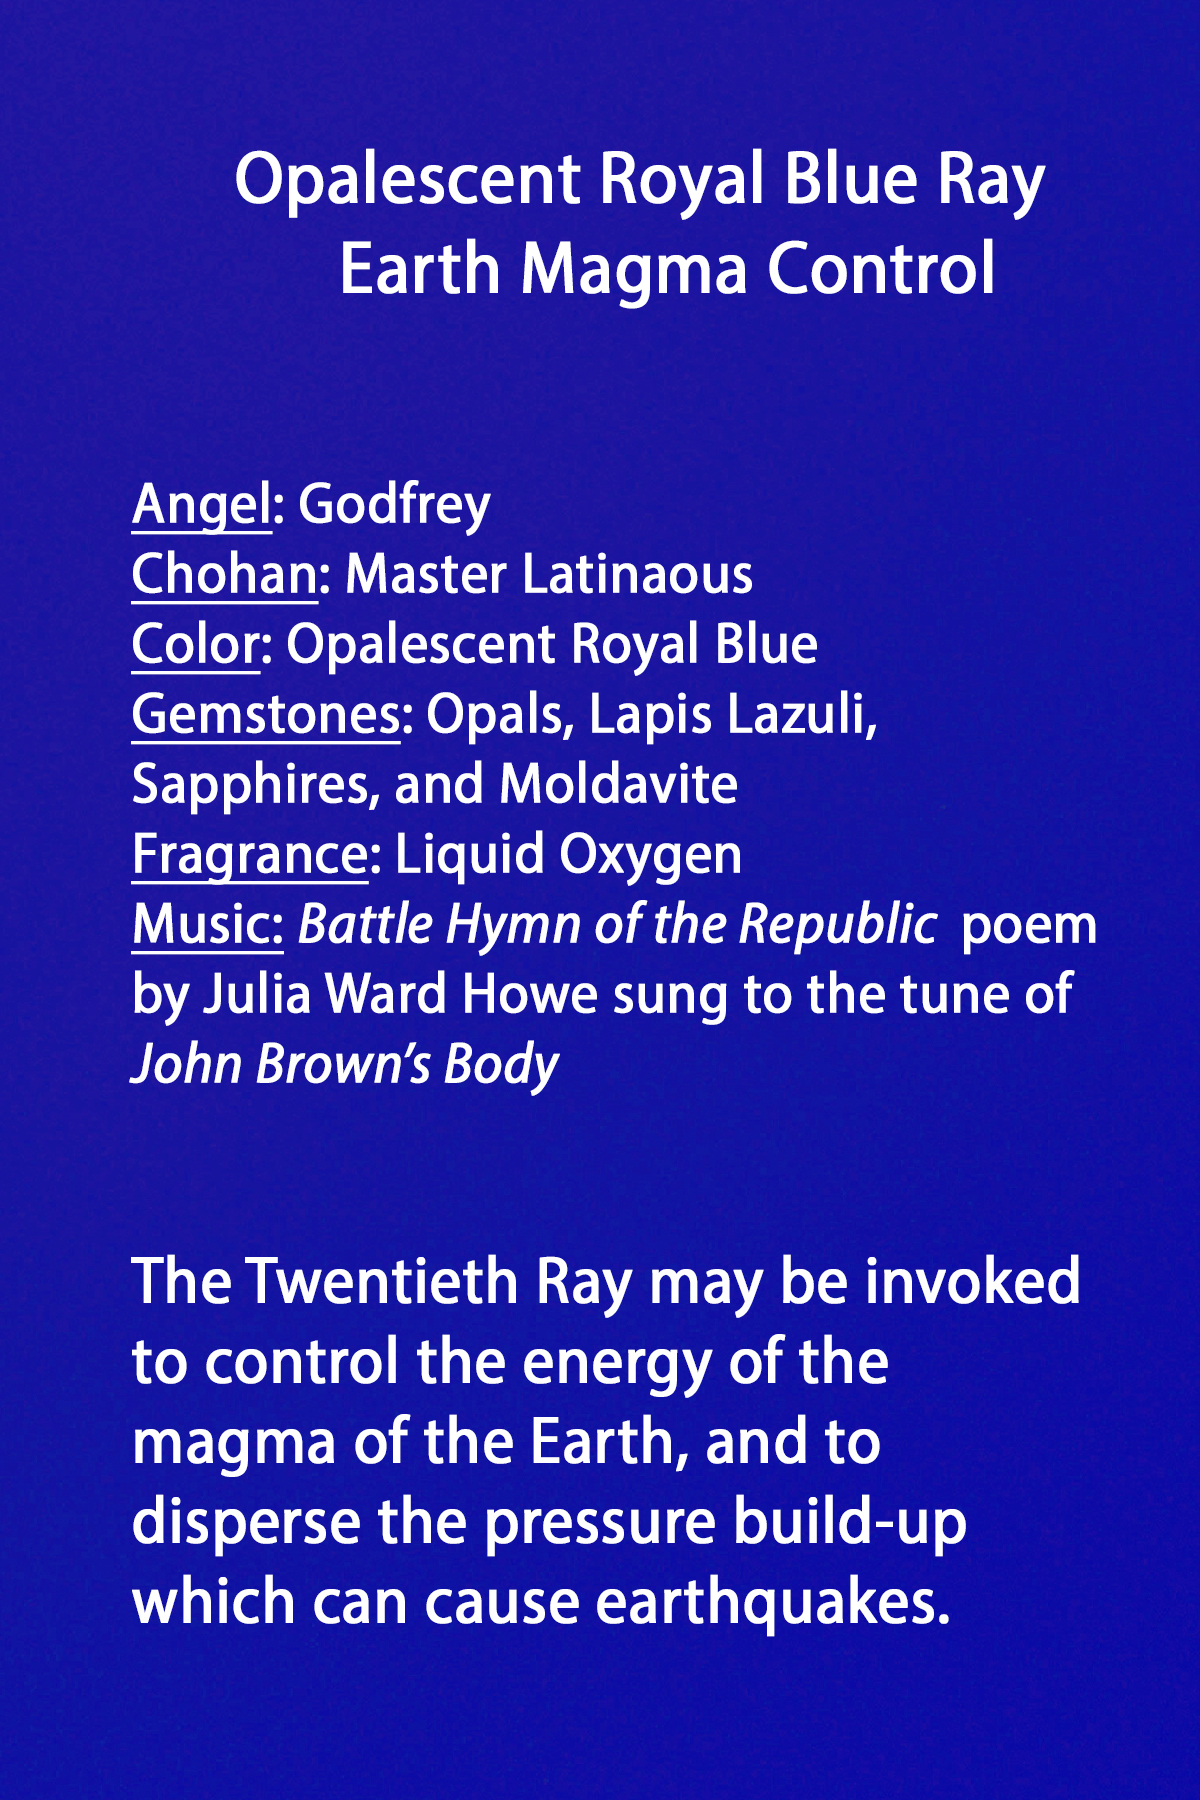 Opalescent Royal Blue Ray
Earth Magma Control
Angel: Godfrey
Chohan: Master Latinaous
Color: Opalescent Royal Blue
Gemstones: Opals, Lapis Lazuli,
Sapphires, and Moldavite
Fragrance: Liquid Oxygen
Music: Battle Hymn of the Republic poem
by Julia Ward Howe sung to the tune of
John Brown’s Body
The Twentieth Ray may be invoked
to control the energy of the
magma of the Earth, and to
disperse the pressure build-up
which can cause earthquakes.